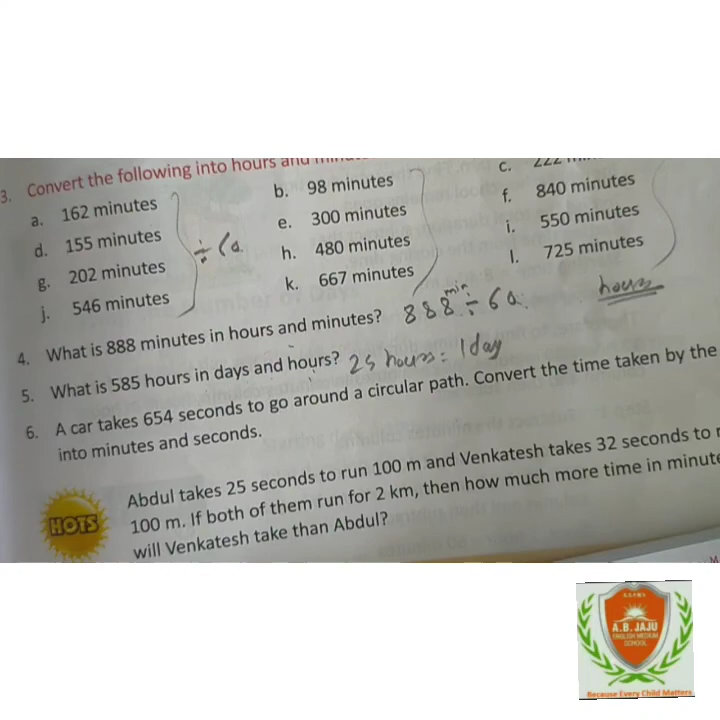 3. Convert the following into hours and
a. 162 minutes b. 98 minutes c. 222
d. 155 minutes e. 300 minutes f. 840 minutes
g. 202 minutes h. 480 minutes i. 550 minutes
j. 546 minutes k. 667 minutes l. 725 minutes
÷ 60
4. What is 888 minutes in hours and minutes? 888 min ÷ 60 hours
5. What is 585 hours in days and hours? 25 hours = 1 day
6. A car takes 654 seconds to go around a circular path. Convert the time taken by the
into minutes and seconds.
HOTS
Abdul takes 25 seconds to run 100 m and Venkatesh takes 32 seconds to
100 m. If both of them run for 2 km, then how much more time in minute
will Venkatesh take than Abdul?
A.B. JAJU
ENGLISH MEDIUM
SCHOOL
Because Every Child Matters